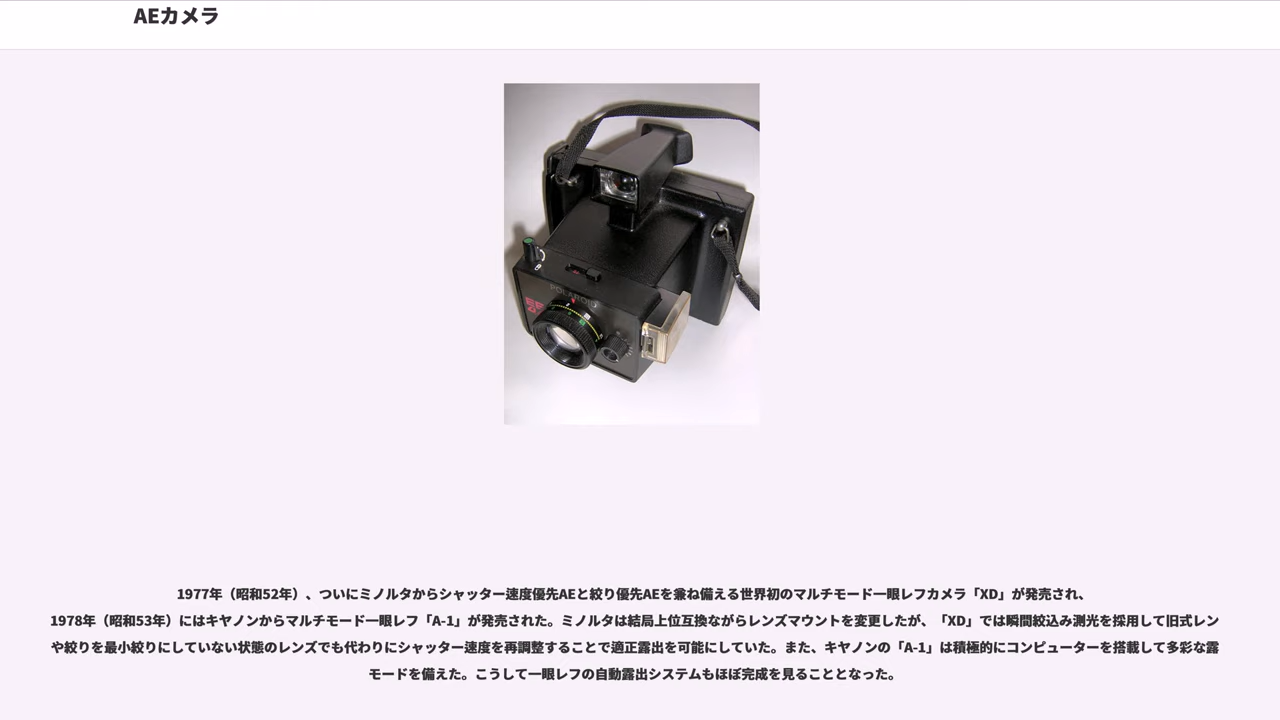 AEカメラ
POLAROID
EE
1977年（昭和52年）、ついにミノルタからシャッター速度優先AEと絞り優先AEを兼ね備える世界初のマルチモード一眼レフカメラ「XD」が発売され、
1978年（昭和53年）にはキヤノンからマルチモード一眼レフ「A-1」が発売された。ミノルタは結局上位互換ながらレンズマウントを変更したが、「XD」では瞬間絞込み測光を採用して旧式レン
や絞りを最小絞りにしていない状態のレンズでも代わりにシャッター速度を再調整することで適正露出を可能にしていた。また、キヤノンの「A-1」は積極的にコンピューターを搭載して多彩な露
モードを備えた。こうして一眼レフの自動露出システムもほぼ完成を見ることとなった。